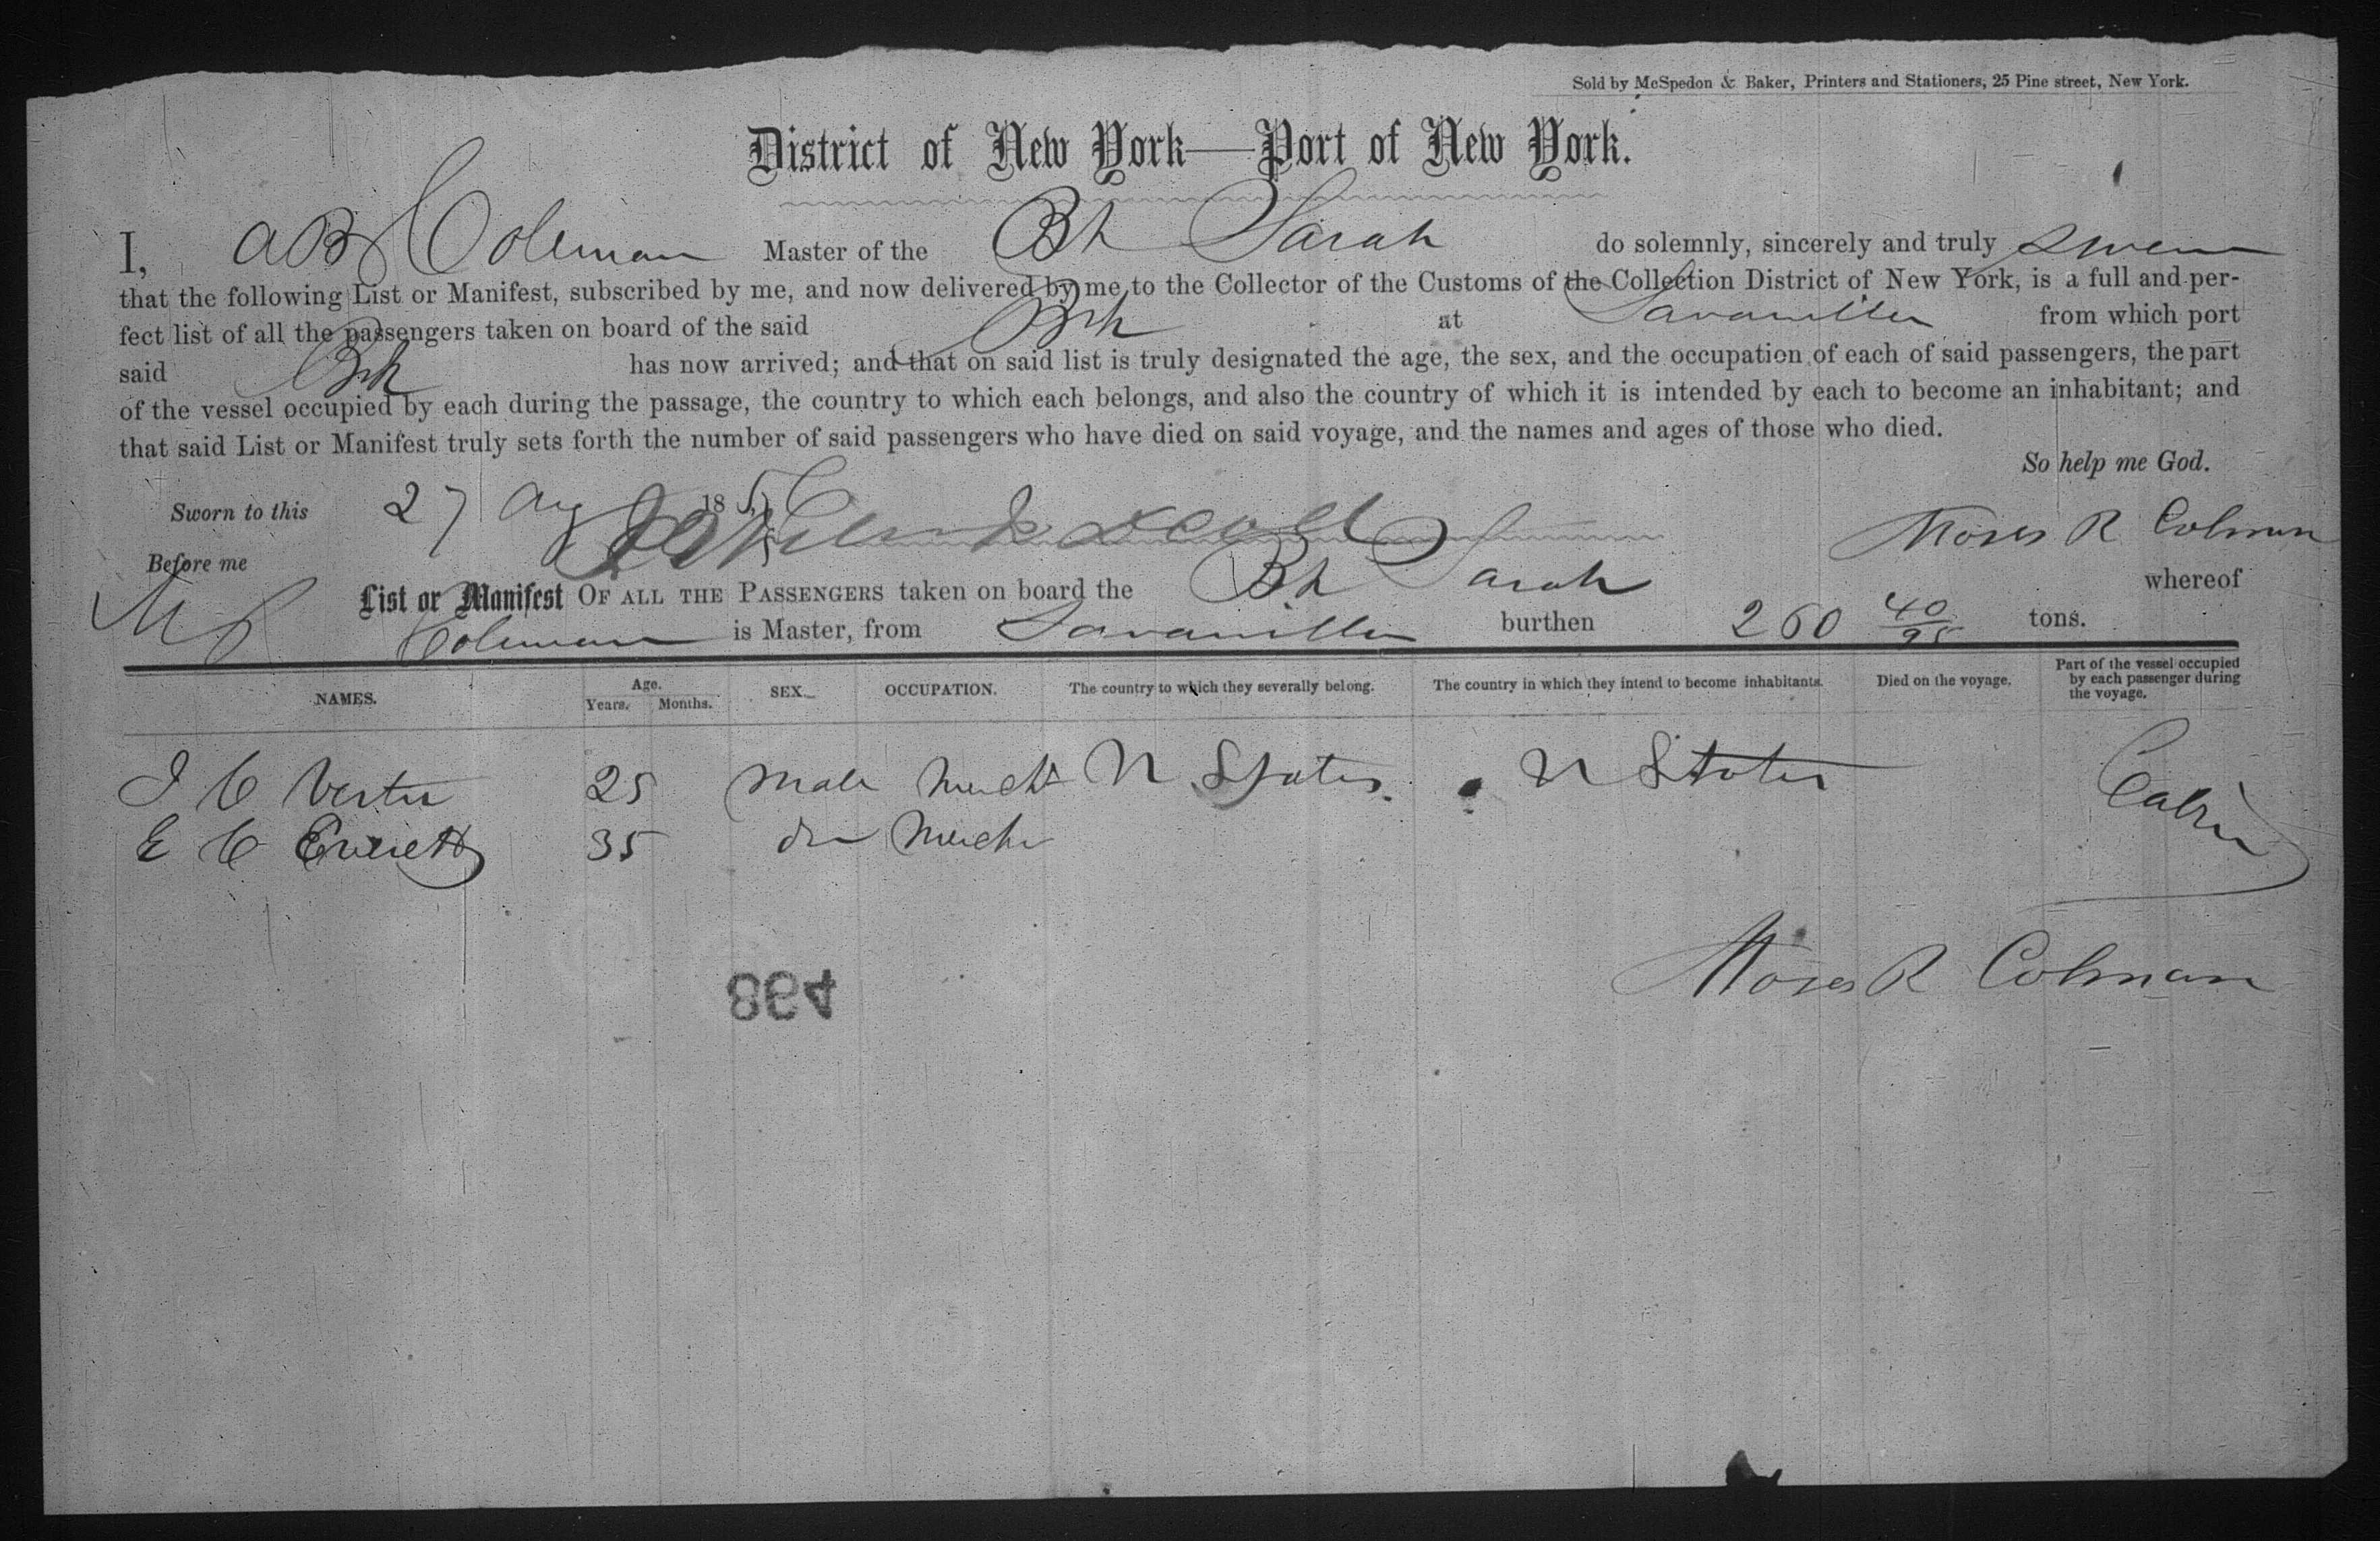 Sold by McSpedon & Baker, Printers and Stationers, 25 Pine street, New York.
District of New York—Port of New York.
I, A B Coleman Master of the Bk Sarah do solemnly, sincerely and truly swear
that the following List or Manifest, subscribed by me, and now delivered by me to the Collector of the Customs of the Collection District of New York, is a full and per-
fect list of all the passengers taken on board of the said Brk at Savanilla from which port
said Brk has now arrived; and that on said list is truly designated the age, the sex, and the occupation of each of said passengers, the part
of the vessel occupied by each during the passage, the country to which each belongs, and also the country of which it is intended by each to become an inhabitant; and
that said List or Manifest truly sets forth the number of said passengers who have died on said voyage, and the names and ages of those who died.
So help me God.
Sworn to this 27 Aug 1856 Moses R Colman
Before me
List or Manifest OF ALL THE PASSENGERS taken on board the Bk Sarah whereof
Coleman is Master, from Savanilla burthen 260 40/95 tons.
NAMES. Age. Years. Months. SEX. OCCUPATION. The country to which they severally belong. The country in which they intend to become inhabitants. Died on the voyage. Part of the vessel occupied by each passenger during the voyage.
25 male Mercht U States. U States Cabin
E C Everett 35 do Mercht
Moses R Colman
864